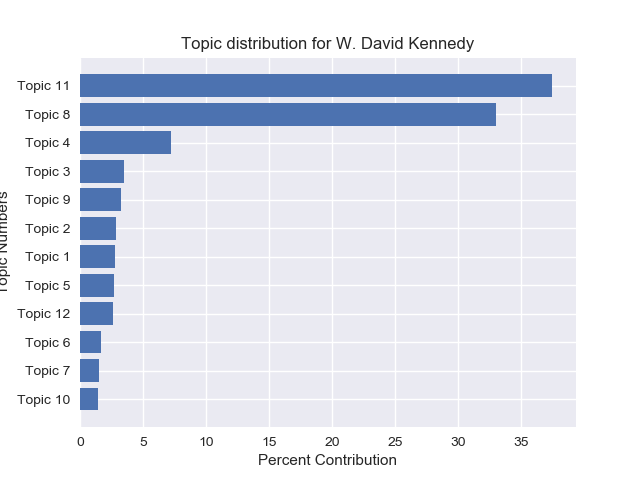 Topic distribution for W. David Kennedy
Topic 11
Topic 8
Topic 4
Topic 3
Topic 9
Topic 2
Topic 1
Topic 5
Topic 12
Topic 6
Topic 7
Topic 10
Topic Numbers
0 5 10 15 20 25 30 35
Percent Contribution